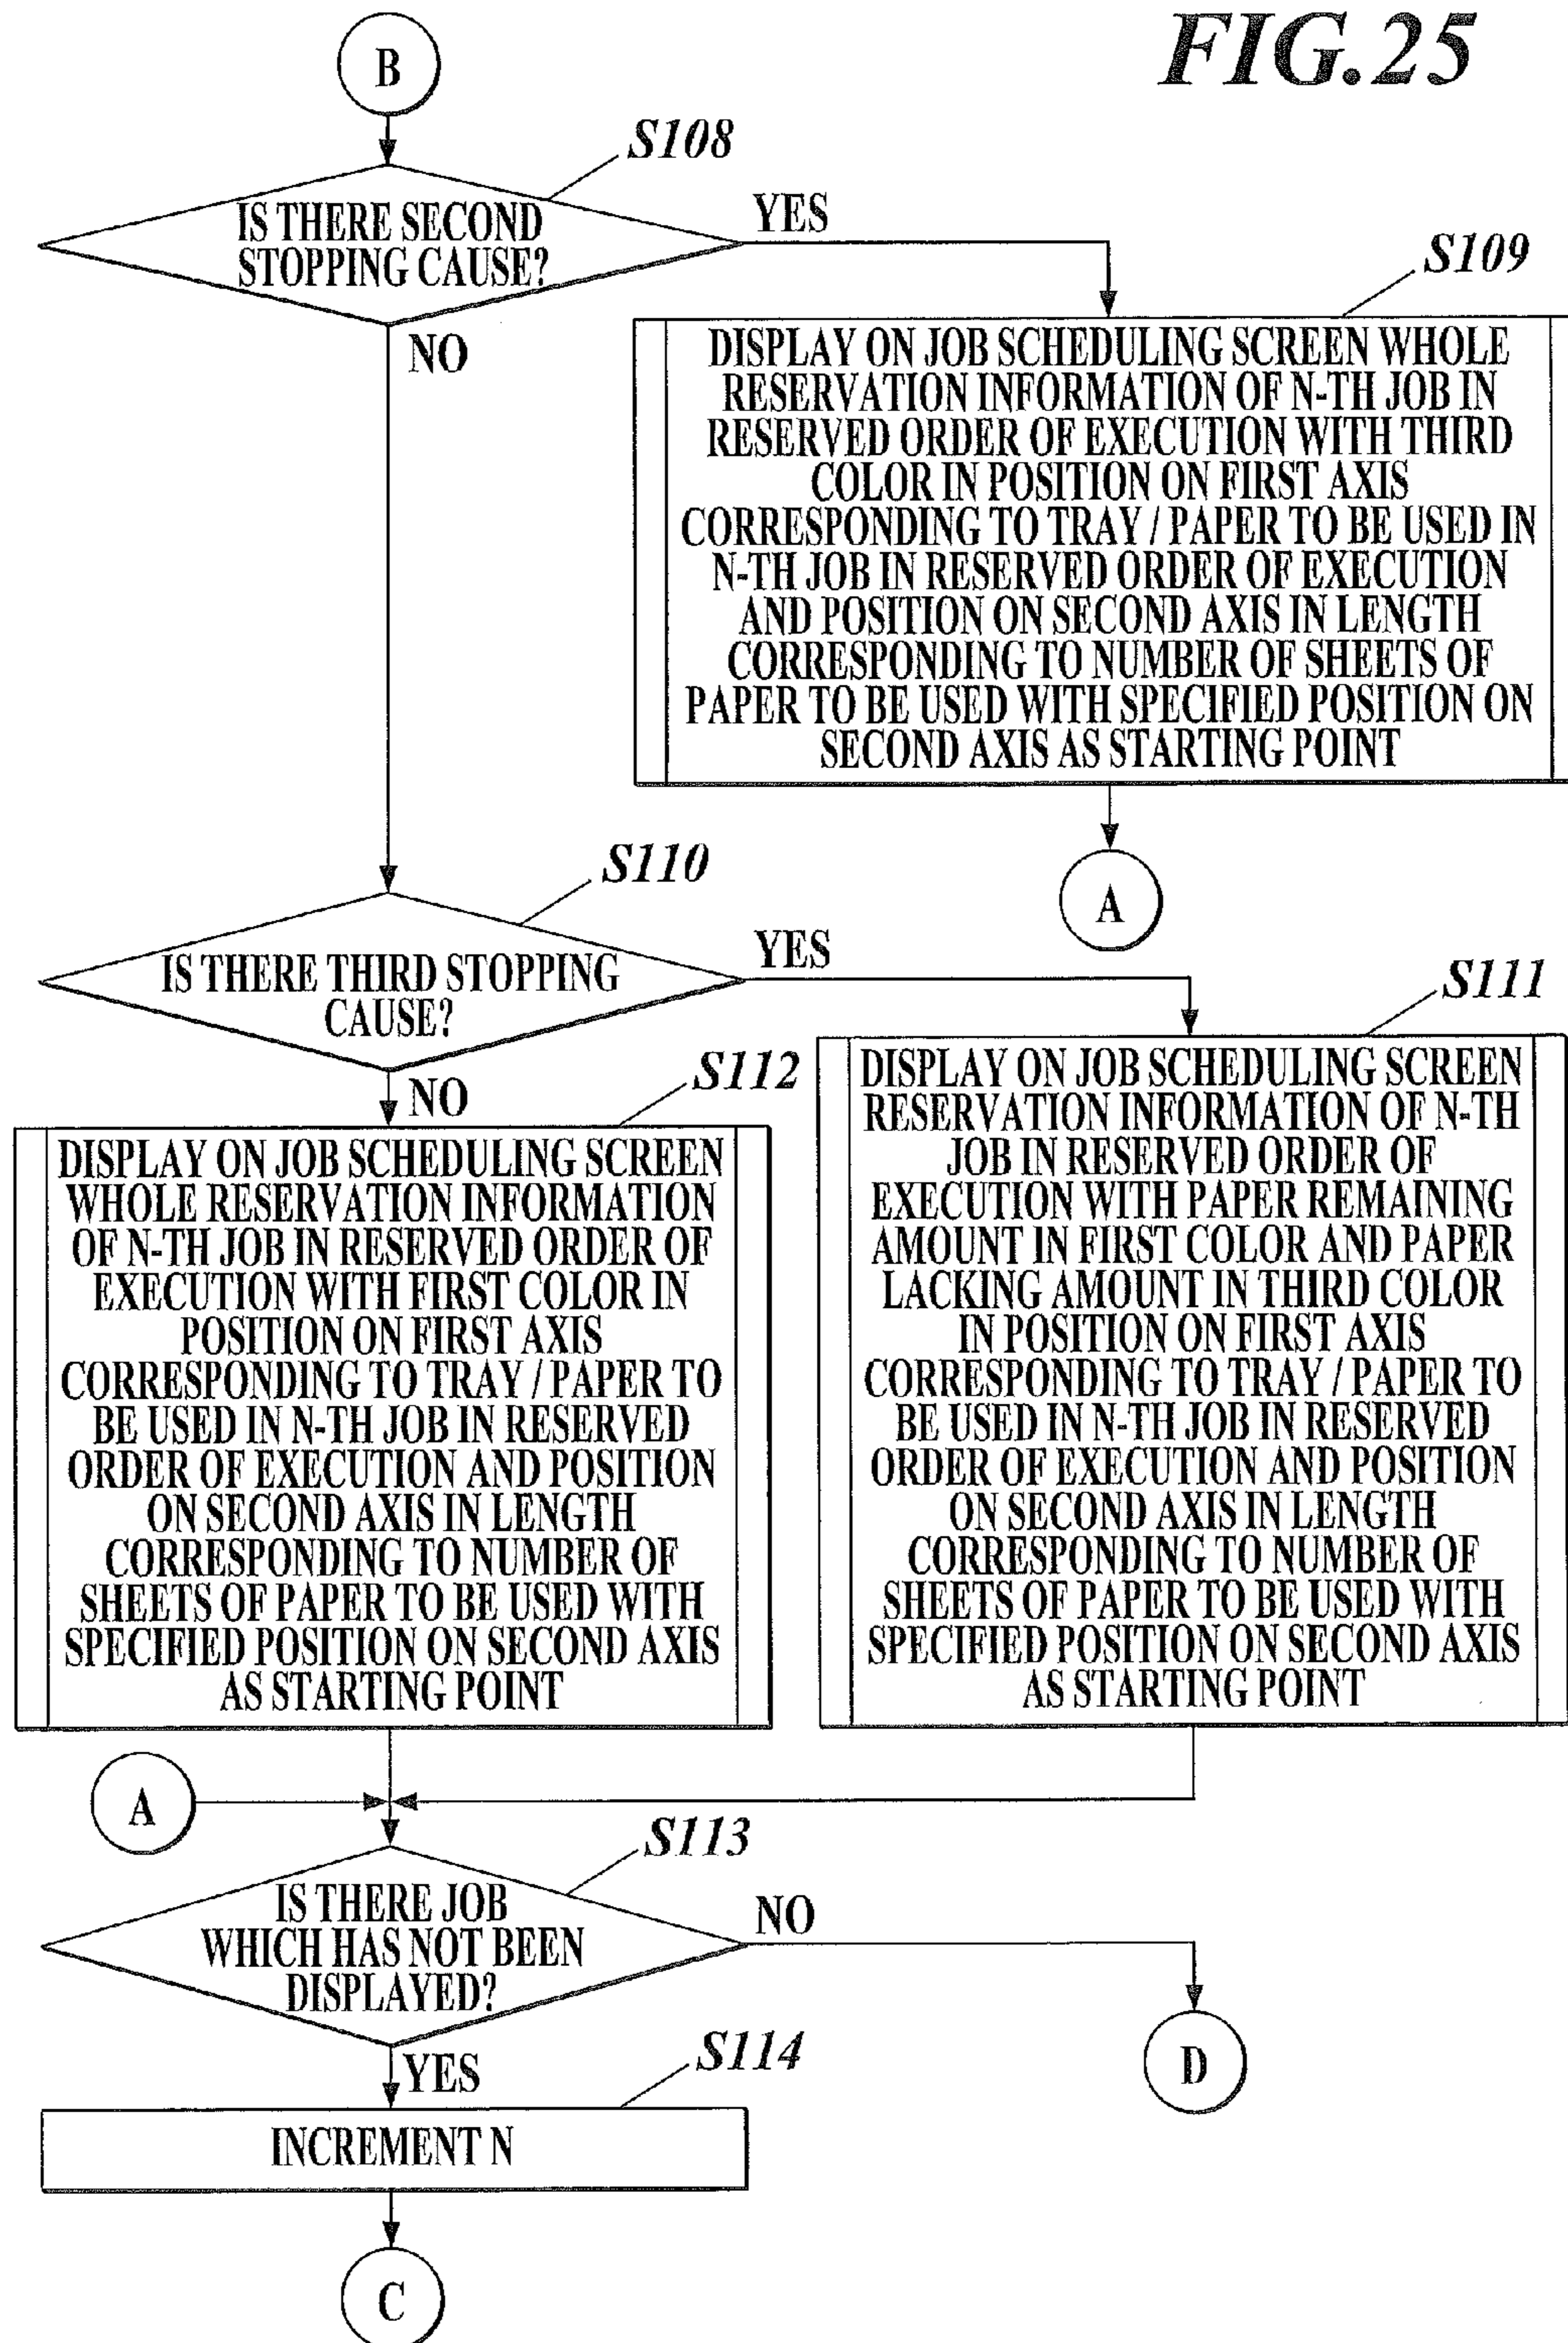 FIG.25
B
S108
IS THERE SECOND
STOPPING CAUSE?
YES
NO
S109
DISPLAY ON JOB SCHEDULING SCREEN WHOLE
RESERVATION INFORMATION OF N-TH JOB IN
RESERVED ORDER OF EXECUTION WITH THIRD
COLOR IN POSITION ON FIRST AXIS
CORRESPONDING TO TRAY / PAPER TO BE USED IN
N-TH JOB IN RESERVED ORDER OF EXECUTION
AND POSITION ON SECOND AXIS IN LENGTH
CORRESPONDING TO NUMBER OF SHEETS OF
PAPER TO BE USED WITH SPECIFIED POSITION ON
SECOND AXIS AS STARTING POINT
A
S110
IS THERE THIRD STOPPING
CAUSE?
YES
NO
S111
DISPLAY ON JOB SCHEDULING SCREEN
RESERVATION INFORMATION OF N-TH
JOB IN RESERVED ORDER OF
EXECUTION WITH PAPER REMAINING
AMOUNT IN FIRST COLOR AND PAPER
LACKING AMOUNT IN THIRD COLOR
IN POSITION ON FIRST AXIS
CORRESPONDING TO TRAY / PAPER TO
BE USED IN N-TH JOB IN RESERVED
ORDER OF EXECUTION AND POSITION
ON SECOND AXIS IN LENGTH
CORRESPONDING TO NUMBER OF
SHEETS OF PAPER TO BE USED WITH
SPECIFIED POSITION ON SECOND AXIS
AS STARTING POINT
S112
DISPLAY ON JOB SCHEDULING SCREEN
WHOLE RESERVATION INFORMATION
OF N-TH JOB IN RESERVED ORDER OF
EXECUTION WITH FIRST COLOR IN
POSITION ON FIRST AXIS
CORRESPONDING TO TRAY / PAPER TO
BE USED IN N-TH JOB IN RESERVED
ORDER OF EXECUTION AND POSITION
ON SECOND AXIS IN LENGTH
CORRESPONDING TO NUMBER OF
SHEETS OF PAPER TO BE USED WITH
SPECIFIED POSITION ON SECOND AXIS
AS STARTING POINT
A
S113
IS THERE JOB
WHICH HAS NOT BEEN
DISPLAYED?
NO
D
YES
S114
INCREMENT N
C